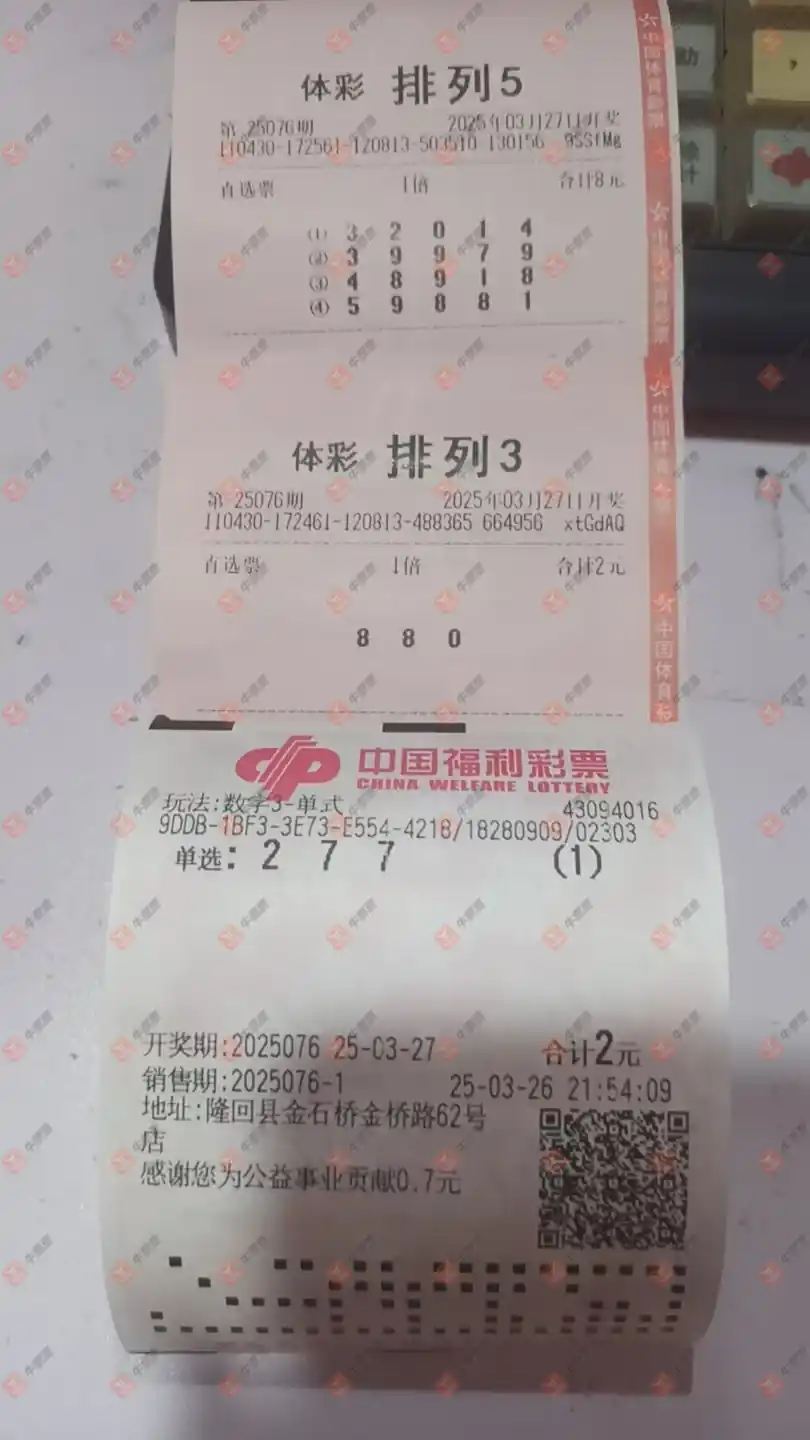 体彩 排列5
第 25076期 2025年03月27日开奖
110430-172561-120813-503510 130156 9SSfMg
直选票 1倍 合计8元
(1) 3 2 0 1 4
(2) 3 9 9 7 9
(3) 4 8 9 1 8
(4) 5 9 8 8 1
体彩 排列3
第 25076期 2025年03月27日开奖
110430-172461-120813-488365 664956 xtGdAQ
直选票 1倍 合计2元
8 8 0
中国福利彩票
CHINA WELFARE LOTTERY
玩法:数字3-单式 43094016
9DDB-1BF3-3E73-E554-4218/18280909/02303
单选: 2 7 7 (1)
开奖期:2025076 25-03-27 合计2元
销售期:2025076-1 25-03-26 21:54:09
地址:隆回县金石桥金桥路62号
店
感谢您为公益事业贡献0.7元